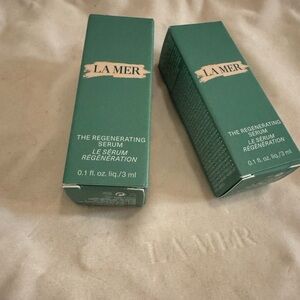 LA MER
THE REGENERATING
SERUM
LE SÉRUM
RÉGÉNÉRATION
0.1 fl. oz. liq./3 ml
LA MER
THE REGENERATING
SERUM
LE SÉRUM
RÉGÉNÉRATION
0.1 fl. oz. liq./3 ml
LA MER